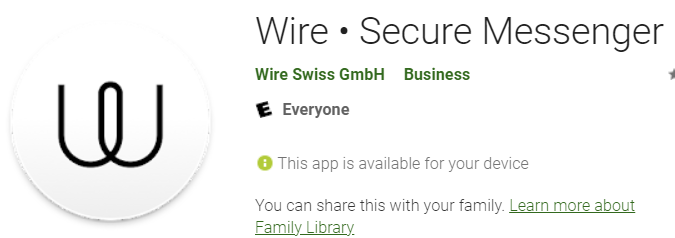 Wire • Secure Messenger
Wire Swiss GmbH Business
E Everyone
This app is available for your device
You can share this with your family. Learn more about
Family Library